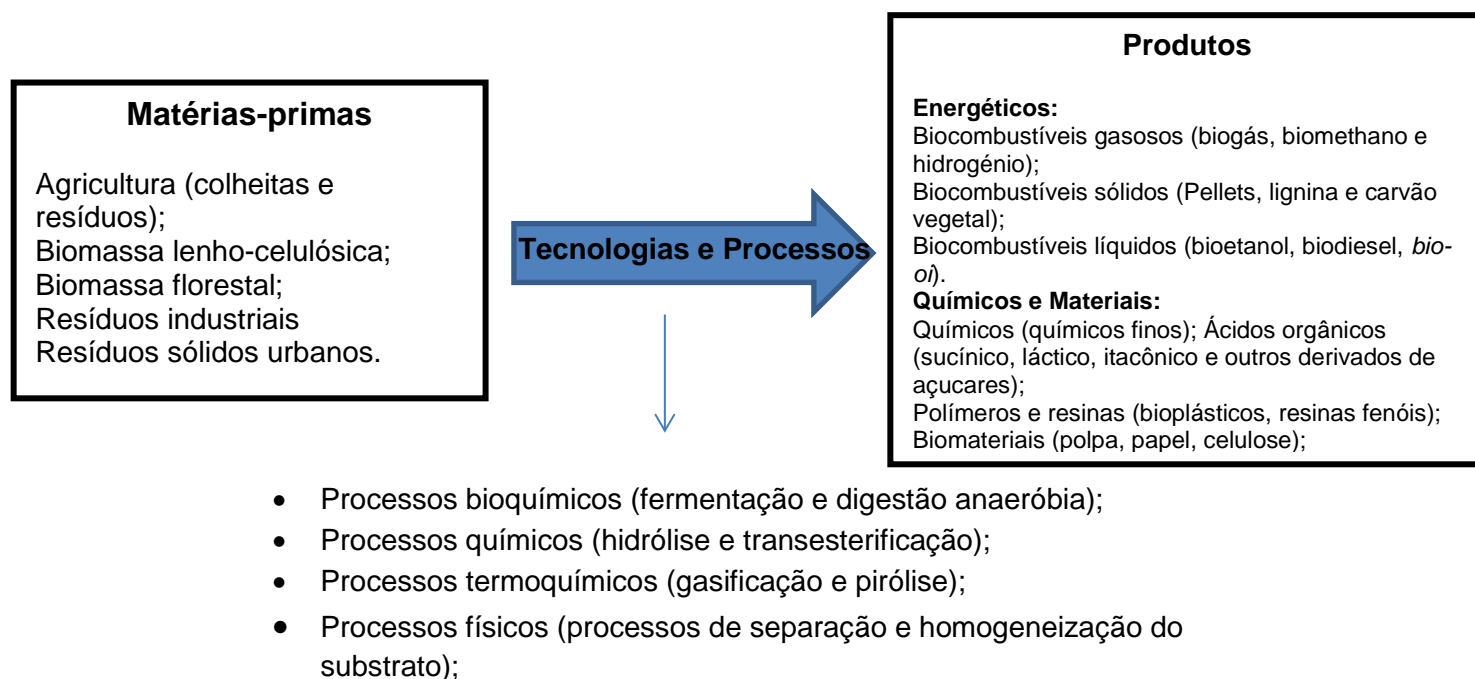 Matérias-primas
Agricultura (colheitas e
resíduos);
Biomassa lenho-celulósica;
Biomassa florestal;
Resíduos industriais
Resíduos sólidos urbanos.
Tecnologias e Processos
Produtos
Energéticos:
Biocombustíveis gasosos (biogás, biomethano e
hidrogénio);
Biocombustíveis sólidos (Pellets, lignina e carvão
vegetal);
Biocombustíveis líquidos (bioetanol, biodiesel, bio-
oi).
Químicos e Materiais:
Químicos (químicos finos); Ácidos orgânicos
(sucínico, láctico, itacônico e outros derivados de
açucares);
Polímeros e resinas (bioplásticos, resinas fenóis);
Biomateriais (polpa, papel, celulose);
• Processos bioquímicos (fermentação e digestão anaeróbia);
• Processos químicos (hidrólise e transesterificação);
• Processos termoquímicos (gasificação e pirólise);
• Processos físicos (processos de separação e homogeneização do
substrato);